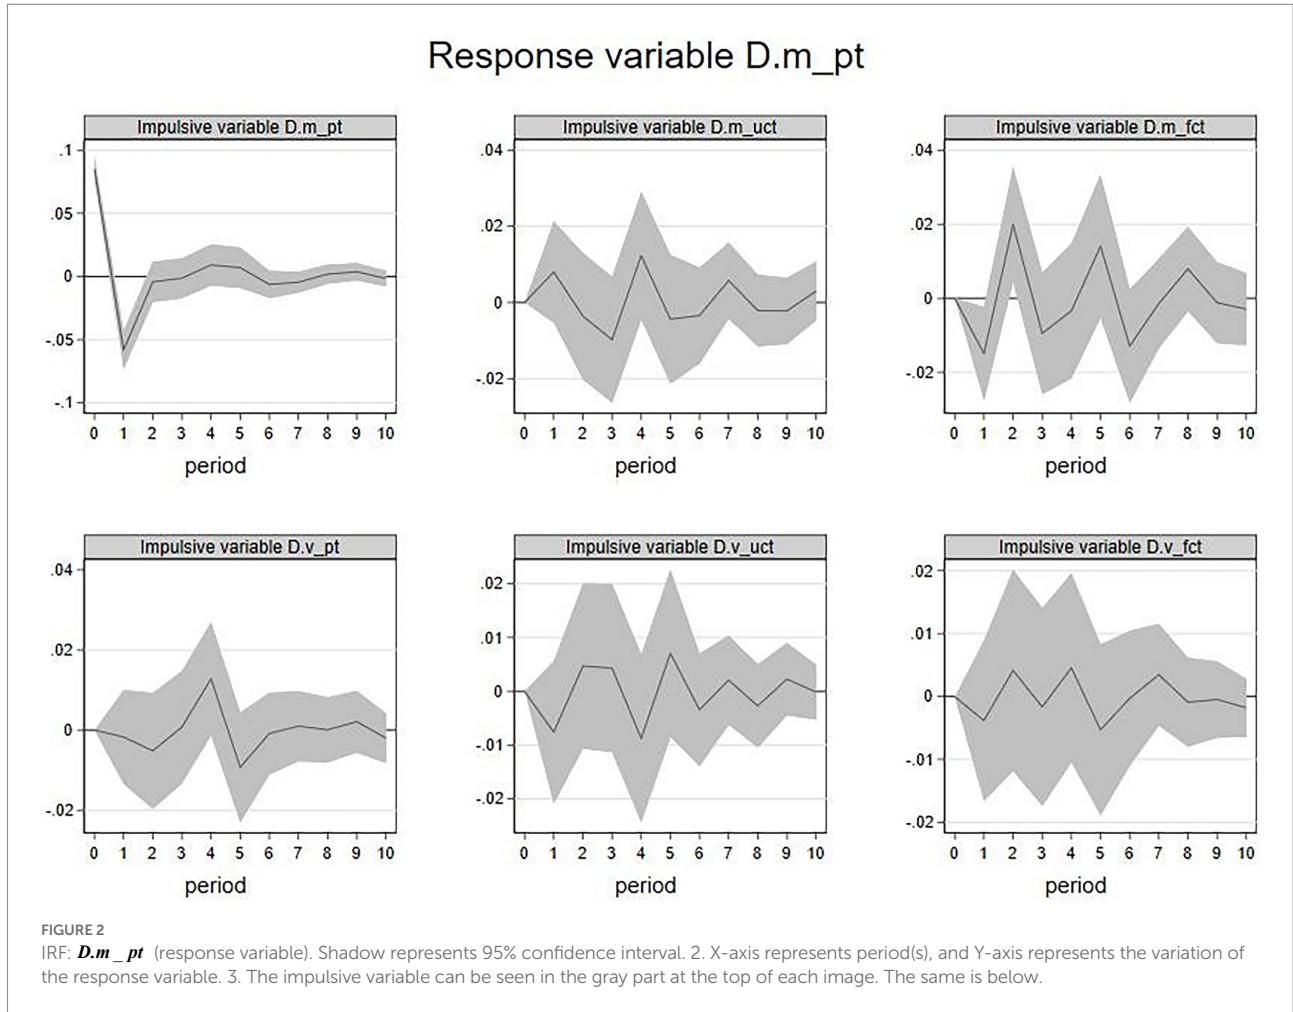 Response variable D.m_pt
Impulsive variable D.m_pt
.1
.05
0
-.05
-.1
0 1 2 3 4 5 6 7 8 9 10
period
Impulsive variable D.m_uct
.04
.02
0
-.02
0 1 2 3 4 5 6 7 8 9 10
period
Impulsive variable D.m_fct
.04
.02
0
-.02
0 1 2 3 4 5 6 7 8 9 10
period
Impulsive variable D.v_pt
.04
.02
0
-.02
0 1 2 3 4 5 6 7 8 9 10
period
Impulsive variable D.v_uct
.02
.01
0
-.01
-.02
0 1 2 3 4 5 6 7 8 9 10
period
Impulsive variable D.v_fct
.02
.01
0
-.01
-.02
0 1 2 3 4 5 6 7 8 9 10
period
FIGURE 2
IRF: D.m _ pt (response variable). Shadow represents 95% confidence interval. 2. X-axis represents period(s), and Y-axis represents the variation of
the response variable. 3. The impulsive variable can be seen in the gray part at the top of each image. The same is below.